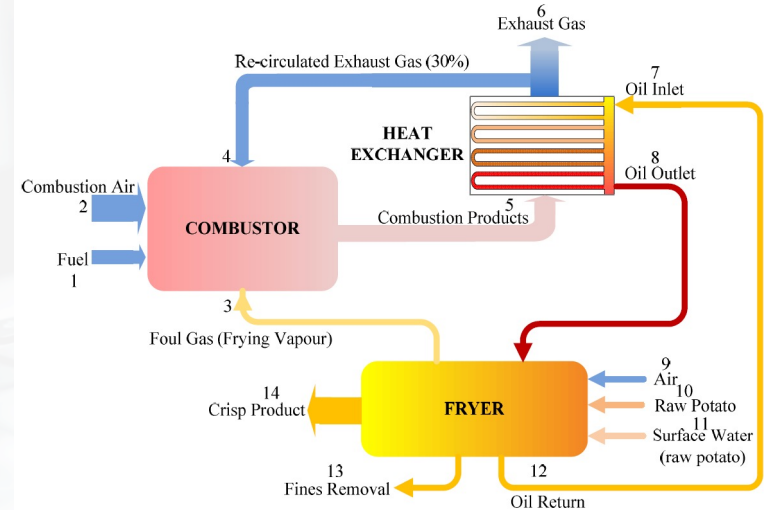 6
Exhaust Gas
Re-circulated Exhaust Gas (30%)
7
Oil Inlet
HEAT
EXCHANGER
8
Oil Outlet
4
Combustion Air
2
COMBUSTOR
5
Combustion Products
Fuel
1
3
Foul Gas (Frying Vapour)
9
Air
10
Raw Potato
11
Surface Water
(raw potato)
14
Crisp Product
FRYER
13
Fines Removal
12
Oil Return